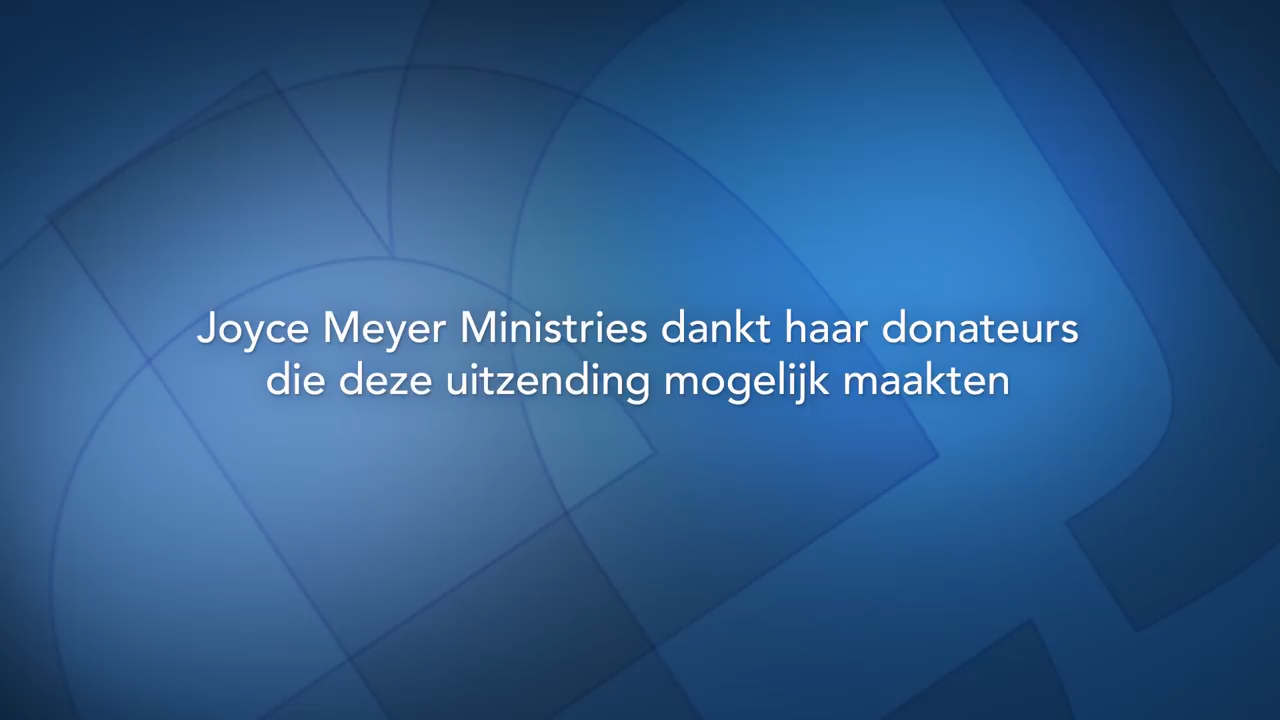 Joyce Meyer Ministries dankt haar donateurs
die deze uitzending mogelijk maakten